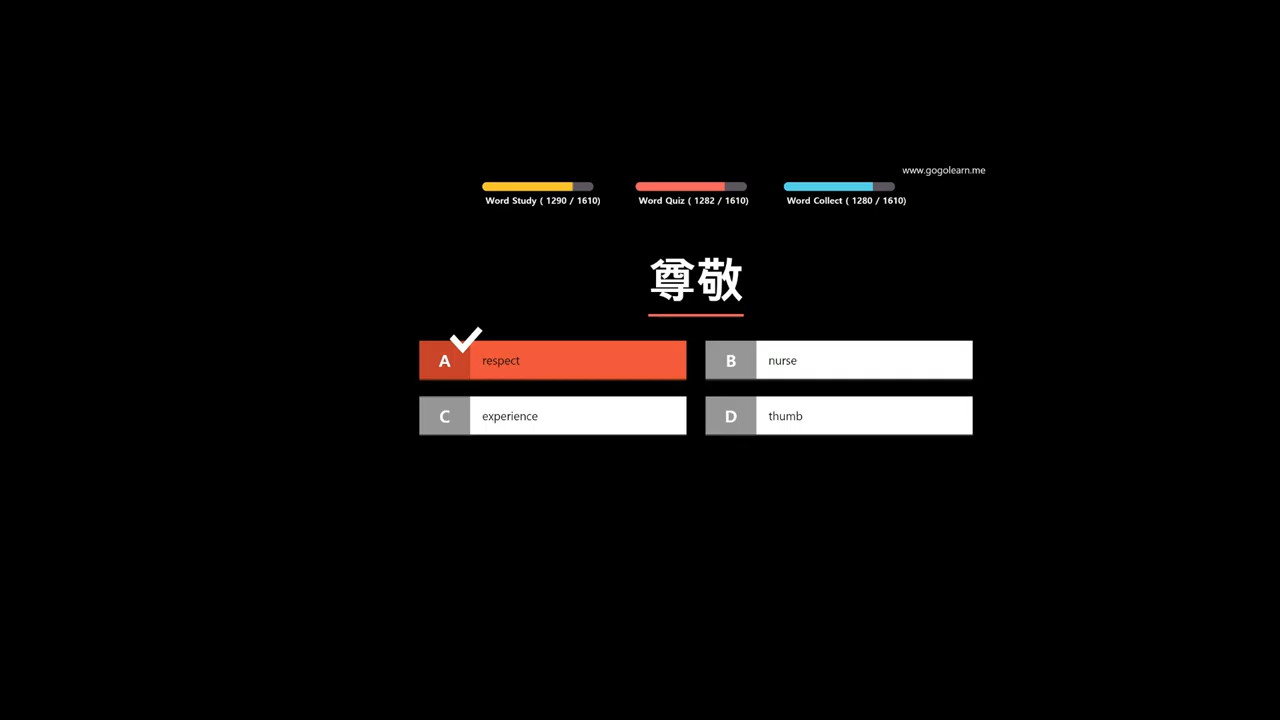 www.gogolearn.me
Word Study ( 1290 / 1610)
Word Quiz ( 1282 / 1610)
Word Collect ( 1280 / 1610)
尊敬
A respect
B nurse
C experience
D thumb